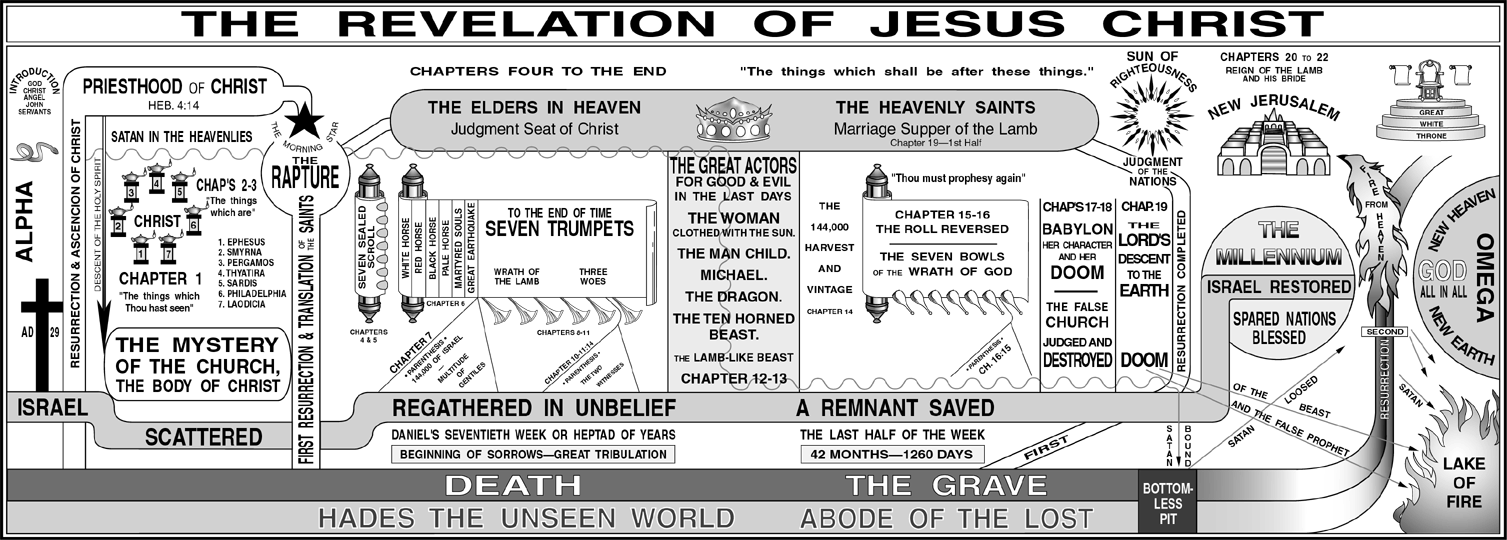 THE REVELATION OF JESUS CHRIST
INTRODUCTION
GOD
CHRIST
ANGEL
JOHN
SERVANTS
ALPHA
AD 29
RESURRECTION & ASCENCION OF CHRIST
PRIESTHOOD OF CHRIST
HEB. 4:14
SATAN IN THE HEAVENLIES
DESCENT OF THE HOLY SPIRIT
3
4
5
2
CHRIST
6
1
7
CHAP'S 2-3
"The things
which are"
CHAPTER 1
"The things which
Thou hast seen"
1. EPHESUS
2. SMYRNA
3. PERGAMOS
4. THYATIRA
5. SARDIS
6. PHILADELPHIA
7. LAODICIA
THE MYSTERY
OF THE CHURCH,
THE BODY OF CHRIST
THE MORNING STAR
THE
RAPTURE
FIRST RESURRECTION & TRANSLATION OF THE SAINTS
CHAPTERS FOUR TO THE END
"The things which shall be after these things."
THE ELDERS IN HEAVEN
Judgment Seat of Christ
THE HEAVENLY SAINTS
Marriage Supper of the Lamb
Chapter 19—1st Half
SEVEN SEALED
SCROLL
CHAPTERS
4 & 5
WHITE HORSE
RED HORSE
BLACK HORSE
PALE HORSE
MARTYRED SOULS
GREAT EARTHQUAKE
CHAPTER 6
TO THE END OF TIME
SEVEN TRUMPETS
WRATH OF
THE LAMB
THREE
WOES
CHAPTERS 8-11
CHAPTER 7
• PARENTHESIS •
144,000 OF ISRAEL
—
MULTITUDE
OF
GENTILES
CHAPTER 10-11:14
• PARENTHESIS •
THE TWO
WITNESSES
THE GREAT ACTORS
FOR GOOD & EVIL
IN THE LAST DAYS
THE WOMAN
CLOTHED WITH THE SUN.
THE MAN CHILD.
MICHAEL.
THE DRAGON.
THE TEN HORNED
BEAST.
THE LAMB-LIKE BEAST
CHAPTER 12-13
THE
144,000
HARVEST
AND
VINTAGE
CHAPTER 14
"Thou must prophesy again"
CHAPTER 15-16
THE ROLL REVERSED
THE SEVEN BOWLS
OF THE WRATH OF GOD
• PARENTHESIS •
CH. 16:15
CHAP'S 17-18
BABYLON
HER CHARACTER
AND HER
DOOM
THE FALSE
CHURCH
JUDGED AND
DESTROYED
CHAP. 19
THE
LORD'S
DESCENT
TO THE
EARTH
DOOM
RESURRECTION COMPLETED
SUN OF
RIGHTEOUSNESS
JUDGMENT
OF THE
NATIONS
CHAPTERS 20 TO 22
REIGN OF THE LAMB
AND HIS BRIDE
NEW JERUSALEM
GREAT
WHITE
THRONE
THE
MILLENNIUM
ISRAEL RESTORED
SPARED NATIONS
BLESSED
FIRE
FROM
HEAVEN
SECOND
RESURRECTION
NEW HEAVEN
GOD
ALL IN ALL
NEW EARTH
OMEGA
SATAN
SATAN LOOSED
OF THE BEAST
AND THE FALSE PROPHET
LAKE
OF
FIRE
ISRAEL
SCATTERED
REGATHERED IN UNBELIEF
A REMNANT SAVED
DANIEL'S SEVENTIETH WEEK OR HEPTAD OF YEARS
BEGINNING OF SORROWS—GREAT TRIBULATION
THE LAST HALF OF THE WEEK
42 MONTHS—1260 DAYS
FIRST
SATAN
BOUND
DEATH
THE GRAVE
HADES THE UNSEEN WORLD
ABODE OF THE LOST
BOTTOM-
LESS
PIT